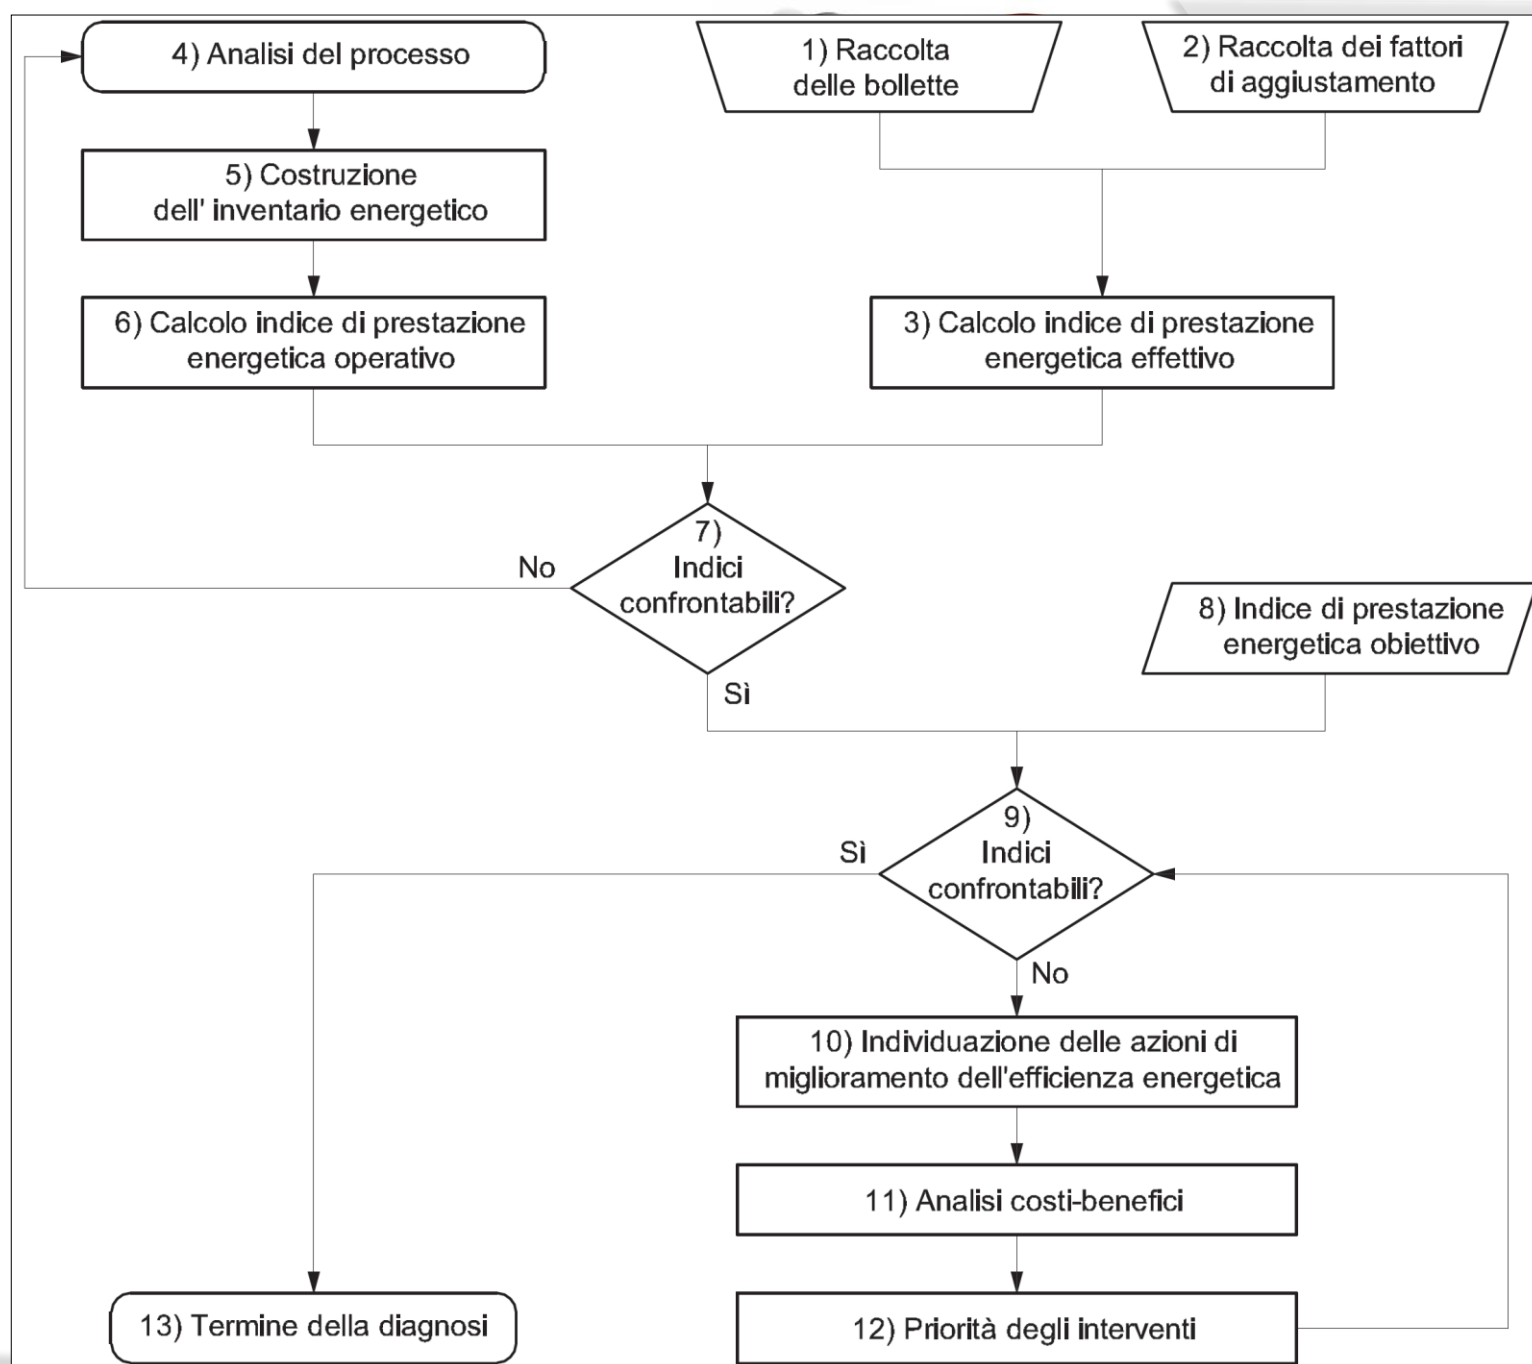 4) Analisi del processo
1) Raccolta
delle bollette
2) Raccolta dei fattori
di aggiustamento
5) Costruzione
dell' inventario energetico
6) Calcolo indice di prestazione
energetica operativo
3) Calcolo indice di prestazione
energetica effettivo
7)
Indici
confrontabili?
No
Sì
8) Indice di prestazione
energetica obiettivo
9)
Indici
confrontabili?
Sì
No
10) Individuazione delle azioni di
miglioramento dell'efficienza energetica
11) Analisi costi-benefici
12) Priorità degli interventi
13) Termine della diagnosi